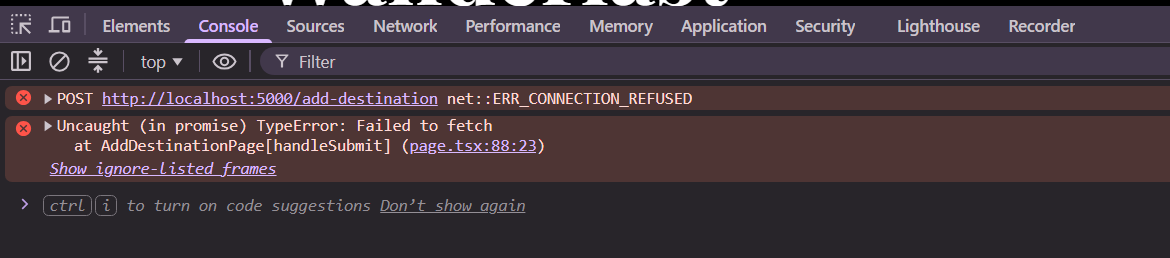 Wanderlast
Elements Console Sources Network Performance Memory Application Security Lighthouse Recorder
top Filter
POST http://localhost:5000/add-destination net::ERR_CONNECTION_REFUSED
Uncaught (in promise) TypeError: Failed to fetch
at AddDestinationPage[handleSubmit] (page.tsx:88:23)
Show ignore-listed frames
ctrl i to turn on code suggestions Don't show again